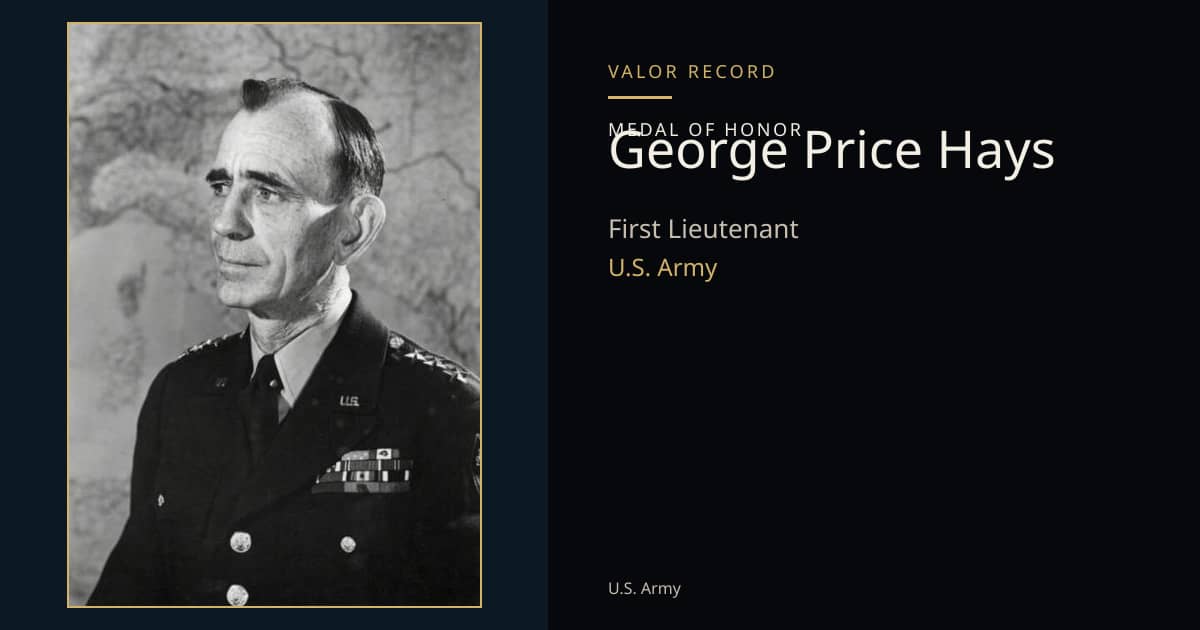 VALOR RECORD
MEDAL OF HONOR
George Price Hays
First Lieutenant
U.S. Army
U.S.
U.S. Army